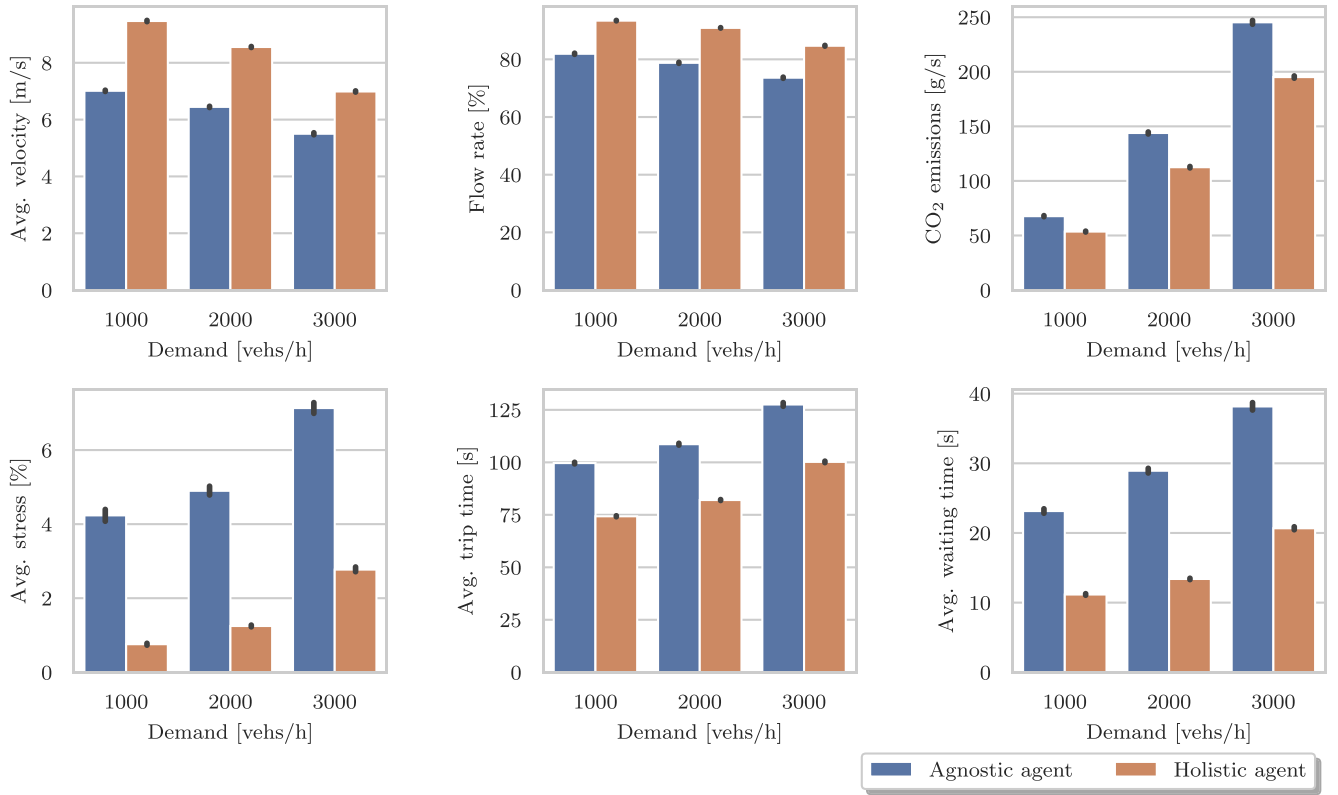 Avg. velocity [m/s]
8
6
4
2
0
1000 2000 3000
Demand [vehs/h]
Flow rate [%]
80
60
40
20
0
1000 2000 3000
Demand [vehs/h]
CO₂ emissions [g/s]
250
200
150
100
50
0
1000 2000 3000
Demand [vehs/h]
Avg. stress [%]
6
4
2
0
1000 2000 3000
Demand [vehs/h]
Avg. trip time [s]
125
100
75
50
25
0
1000 2000 3000
Demand [vehs/h]
Avg. waiting time [s]
40
30
20
10
0
1000 2000 3000
Demand [vehs/h]
Agnostic agent Holistic agent